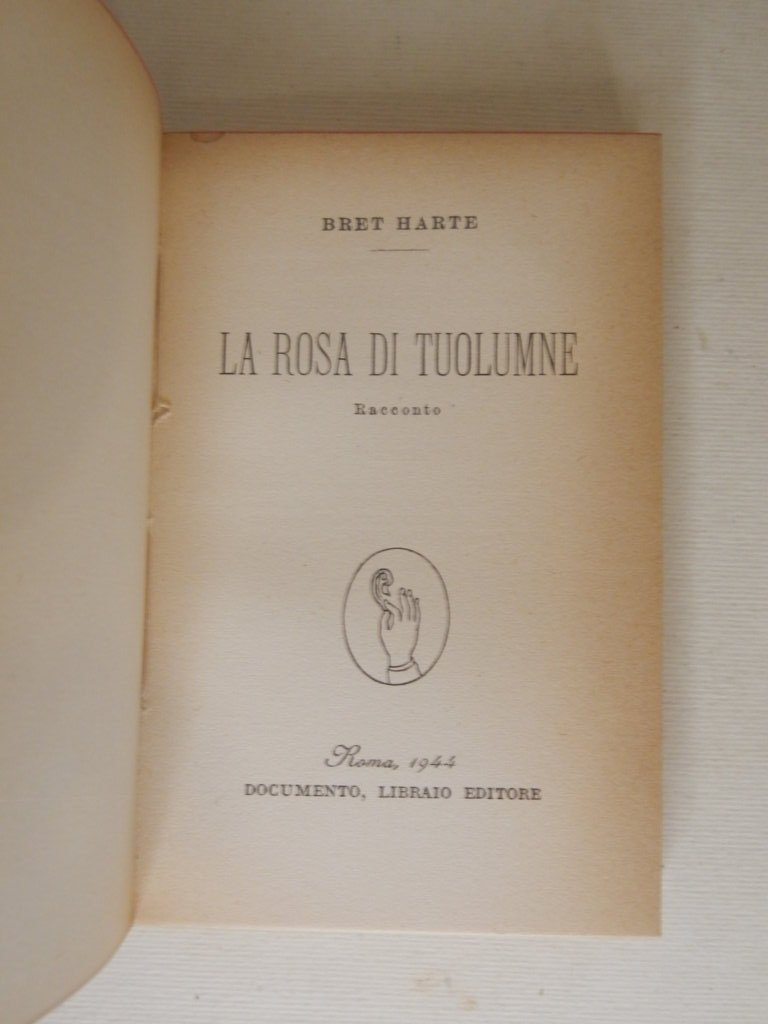 BRET HARTE
LA ROSA DI TUOLUMNE
Racconto
Roma, 1944
DOCUMENTO, LIBRAIO EDITORE